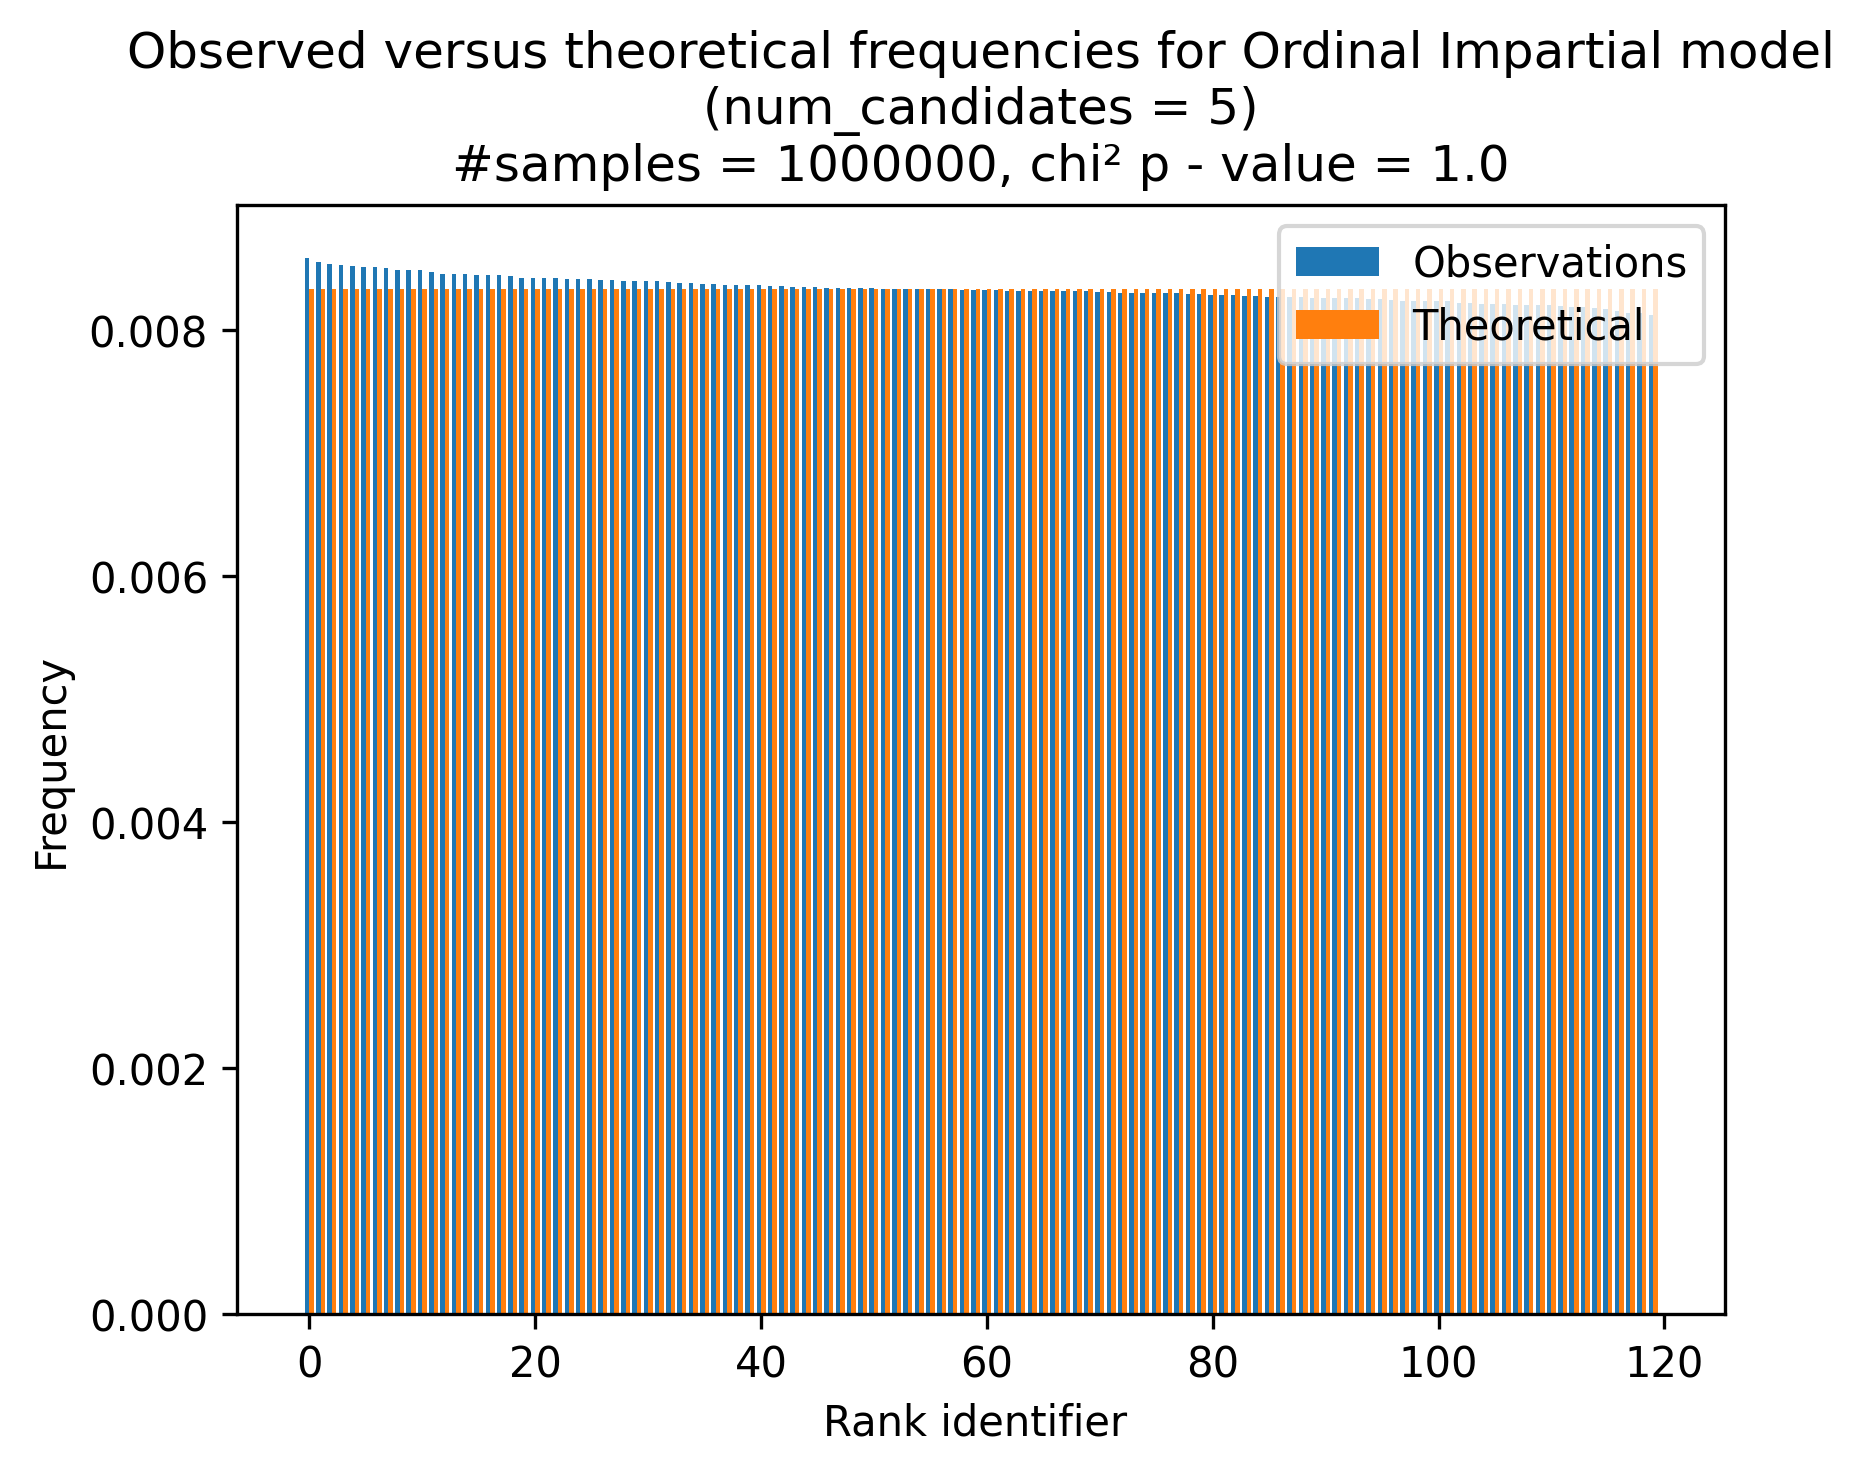 Observed versus theoretical frequencies for Ordinal Impartial model
(num_candidates = 5)
#samples = 1000000, chi² p - value = 1.0
Observations
Theoretical
0.008
0.006
0.004
0.002
0.000
Frequency
0 20 40 60 80 100 120
Rank identifier